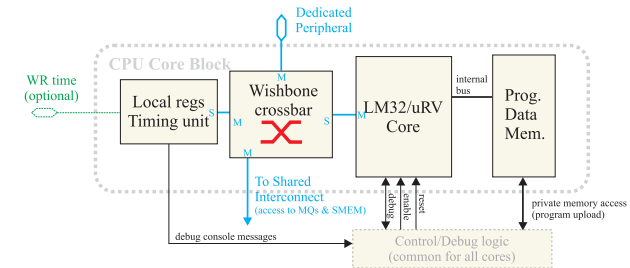 Dedicated
Peripheral
CPU Core Block
WR time
(optional)
Local regs
Timing unit
S
M
Wishbone
crossbar
M
S
M
M
LM32/uRV
Core
internal
bus
Prog.
Data
Mem.
To Shared
Interconnect
(access to MQs & SMEM)
debug
enable
reset
private memory access
(program upload)
debug console messages
Control/Debug logic
(common for all cores)